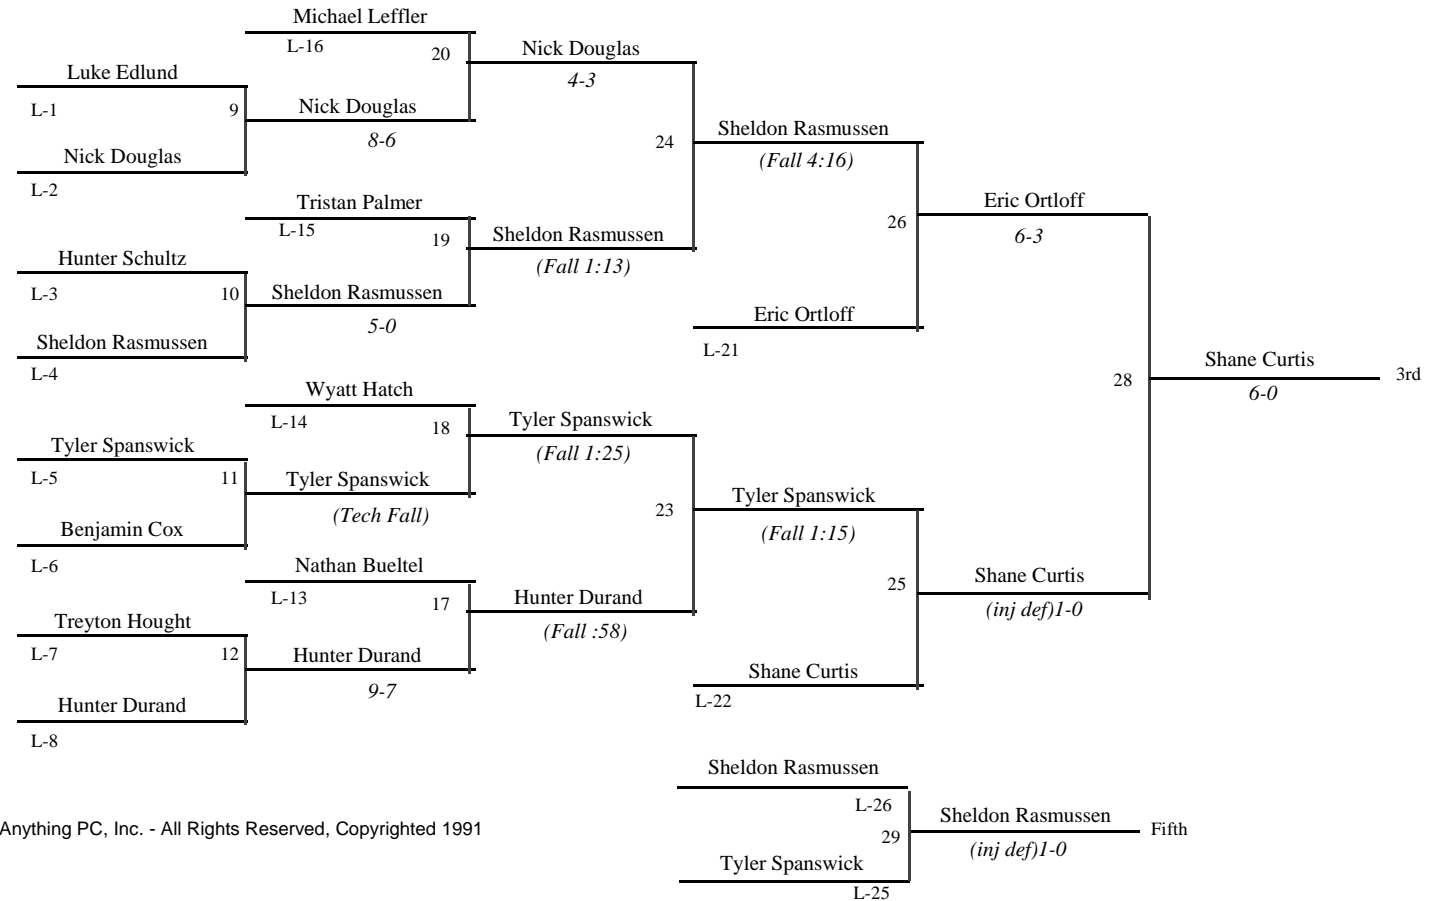 Michael Leffler
L-16
20
Nick Douglas
4-3
Luke Edlund
L-1
9
Nick Douglas
8-6
Nick Douglas
L-2
24
Sheldon Rasmussen
(Fall 4:16)
Tristan Palmer
L-15
19
Sheldon Rasmussen
(Fall 1:13)
Hunter Schultz
L-3
10
Sheldon Rasmussen
5-0
Sheldon Rasmussen
L-4
26
Eric Ortloff
6-3
Eric Ortloff
L-21
Wyatt Hatch
L-14
18
Tyler Spanswick
(Fall 1:25)
Tyler Spanswick
L-5
11
Tyler Spanswick
(Tech Fall)
Benjamin Cox
L-6
23
Tyler Spanswick
(Fall 1:15)
Nathan Bueltel
L-13
17
Hunter Durand
(Fall :58)
Treyton Hought
L-7
12
Hunter Durand
9-7
Hunter Durand
L-8
25
Shane Curtis
(inj def)1-0
Shane Curtis
L-22
28
Shane Curtis
6-0
3rd
Sheldon Rasmussen
L-26
29
Sheldon Rasmussen
(inj def)1-0
Fifth
Tyler Spanswick
L-25
Anything PC, Inc. - All Rights Reserved, Copyrighted 1991